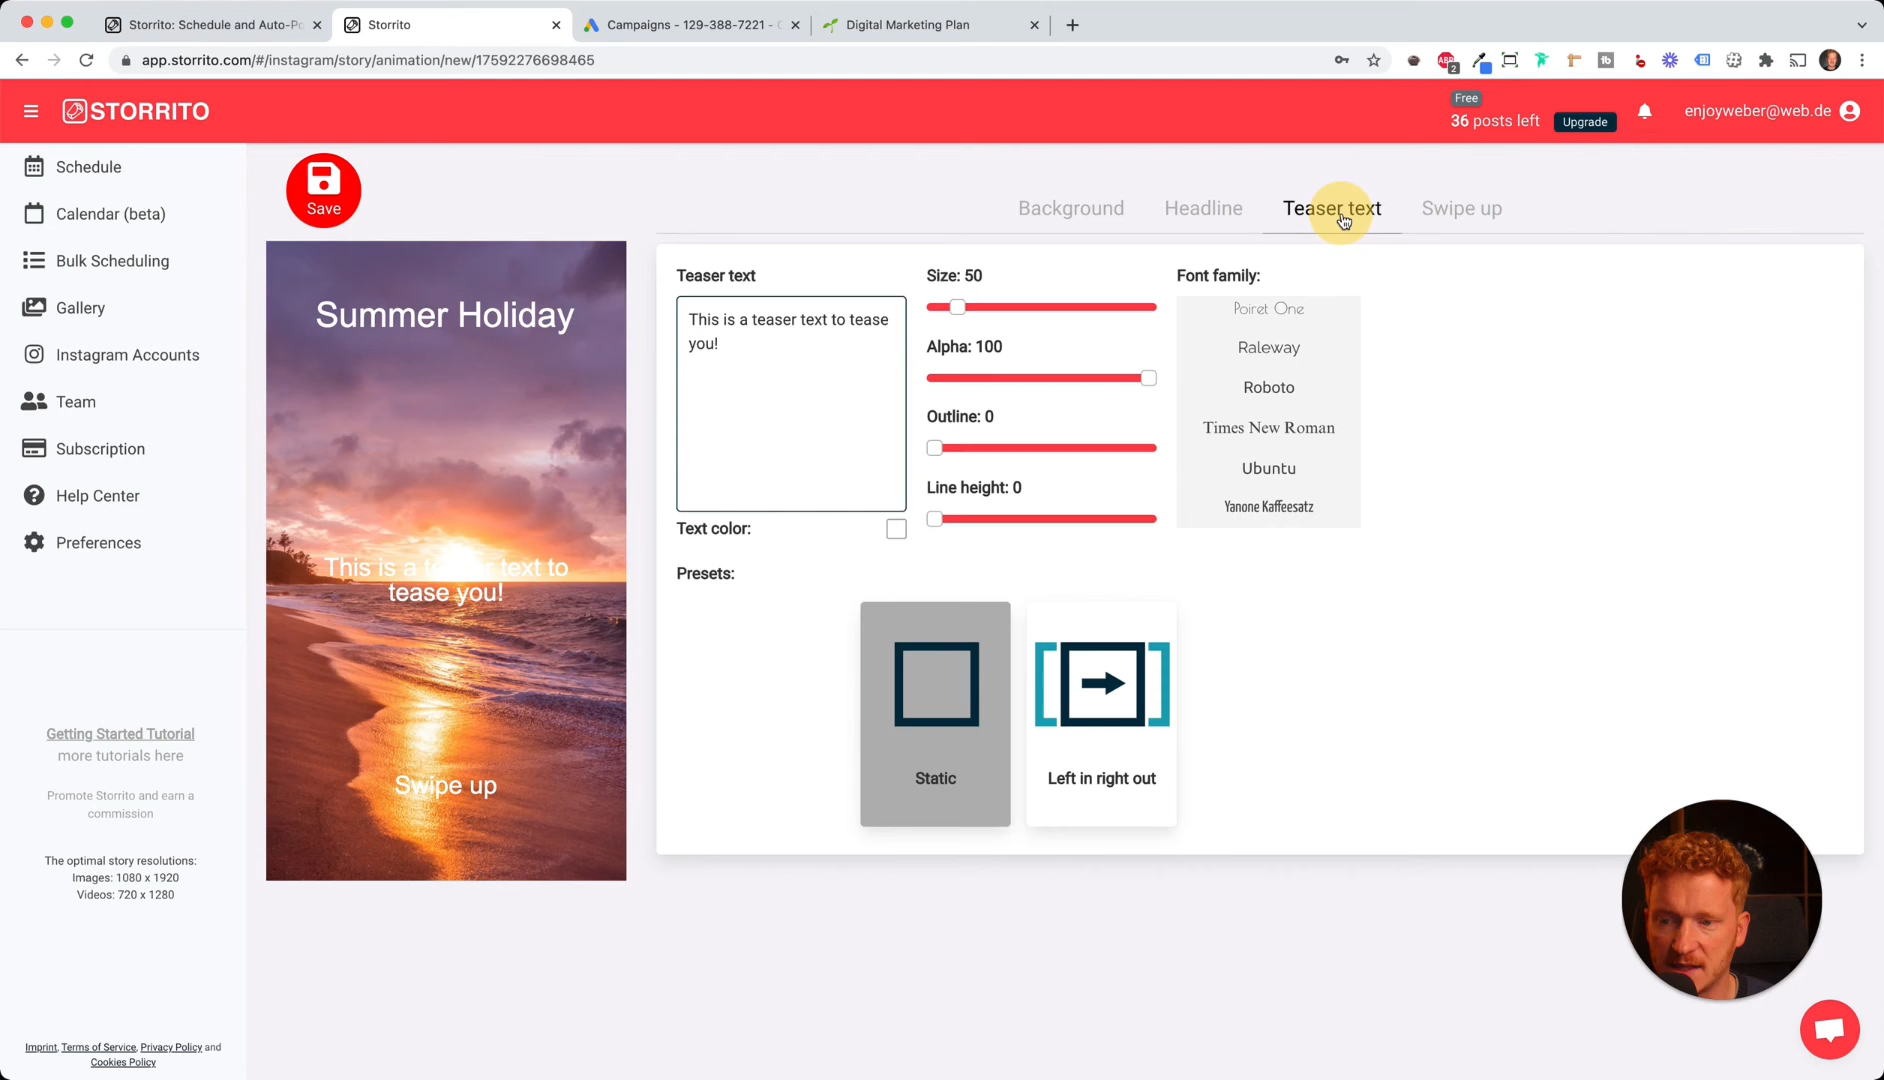 Storrito: Schedule and Auto-Po
Storrito
Campaigns - 129-388-7221 -
Digital Marketing Plan
app.storrito.com/#/instagram/story/animation/new/17592276698465
STORRITO
Free
36 posts left
Upgrade
enjoyweber@web.de
Schedule
Calendar (beta)
Bulk Scheduling
Gallery
Instagram Accounts
Team
Subscription
Help Center
Preferences
Getting Started Tutorial
more tutorials here
Promote Storrito and earn a
commission
The optimal story resolutions:
Images: 1080 x 1920
Videos: 720 x 1280
Imprint, Terms of Service, Privacy Policy and
Cookies Policy
Save
Summer Holiday
This is a teaser text to
tease you!
Swipe up
Background
Headline
Teaser text
Swipe up
Teaser text
This is a teaser text to tease
you!
Text color:
Size: 50
Alpha: 100
Outline: 0
Line height: 0
Font family:
Poiret One
Raleway
Roboto
Times New Roman
Ubuntu
Yanone Kaffeesatz
Presets:
Static
Left in right out